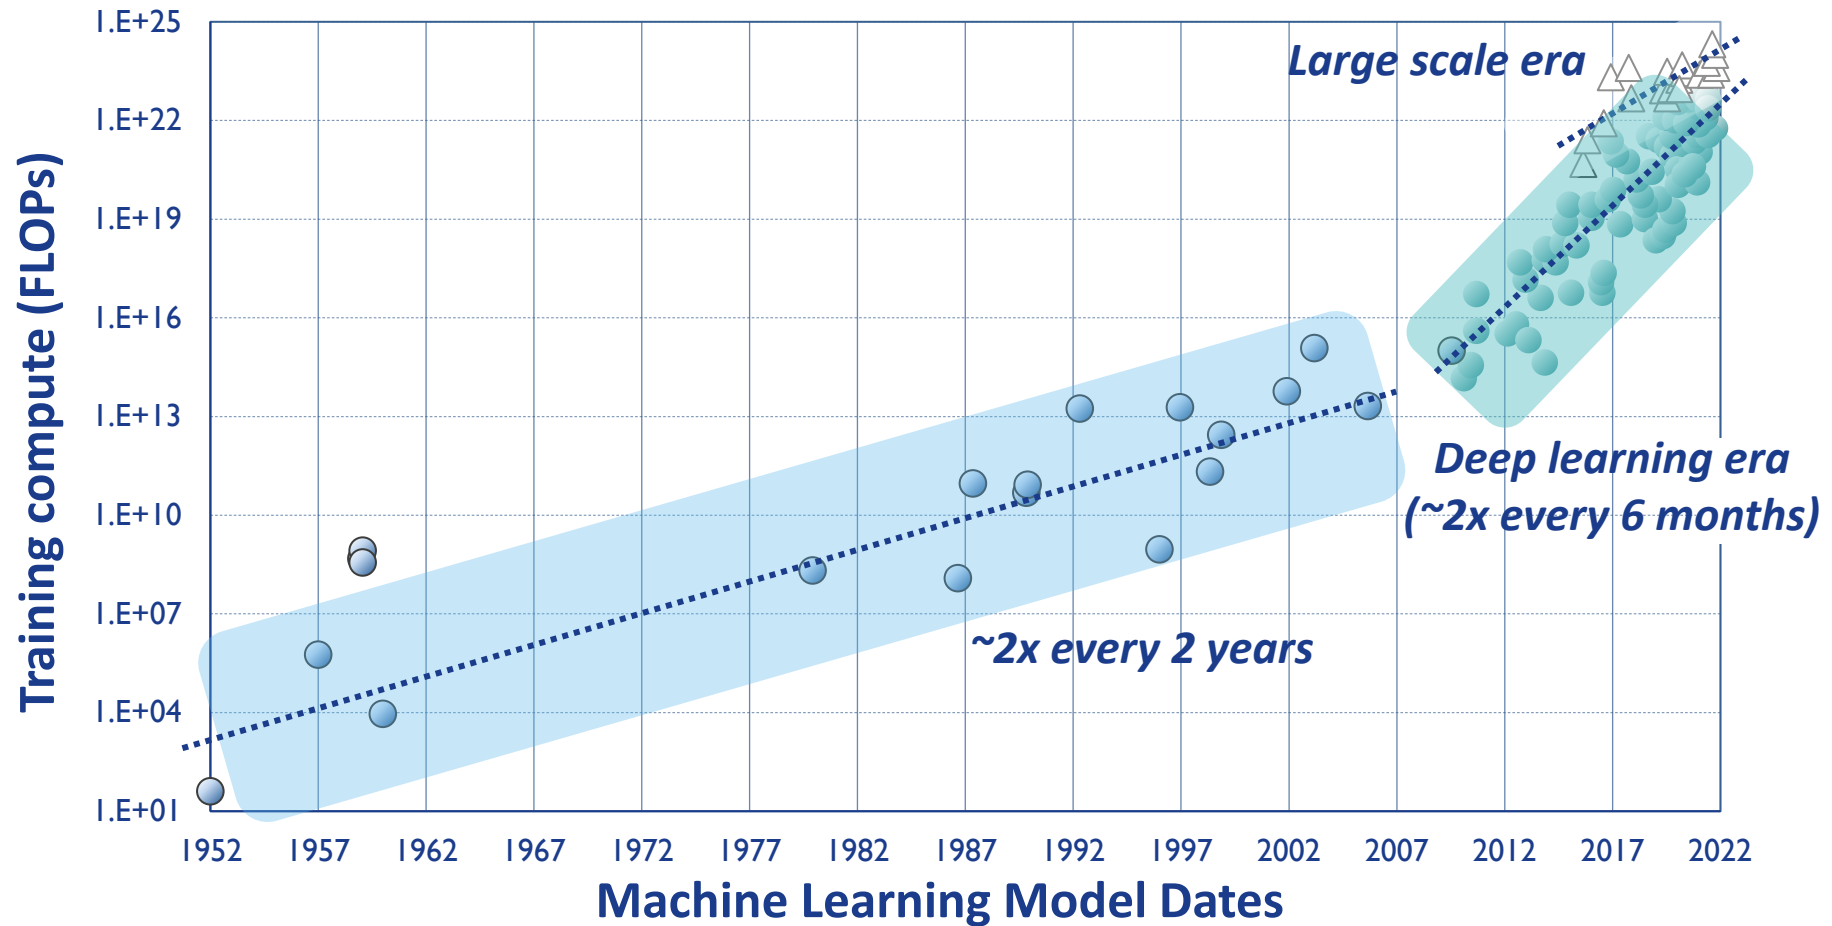 Training compute (FLOPs)
1.E+25
1.E+22
1.E+19
1.E+16
1.E+13
1.E+10
1.E+07
1.E+04
1.E+01
Large scale era
Deep learning era
(~2x every 6 months)
~2x every 2 years
1952 1957 1962 1967 1972 1977 1982 1987 1992 1997 2002 2007 2012 2017 2022
Machine Learning Model Dates